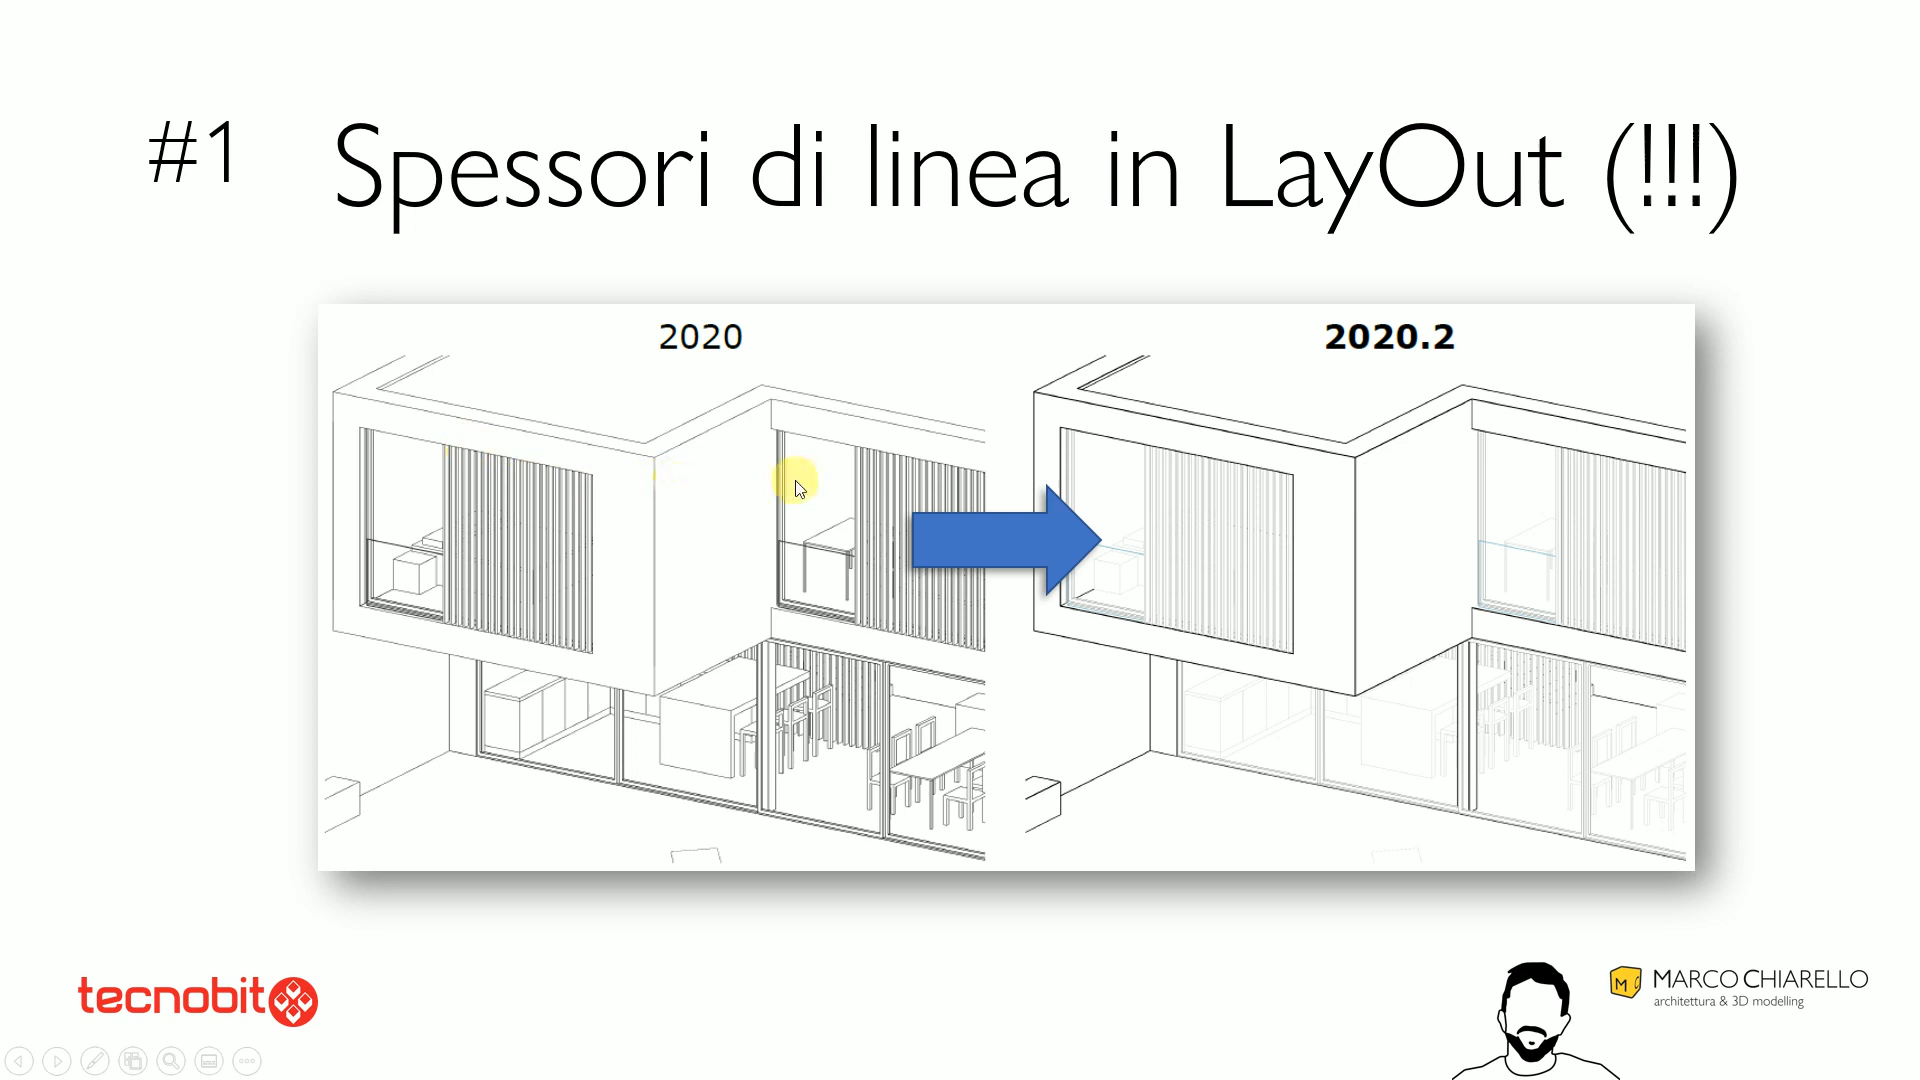 #1 Spessori di linea in LayOut (!!!)
2020
2020.2
tecnobit
M
MARCO CHIARELLO
architettura & 3D modelling